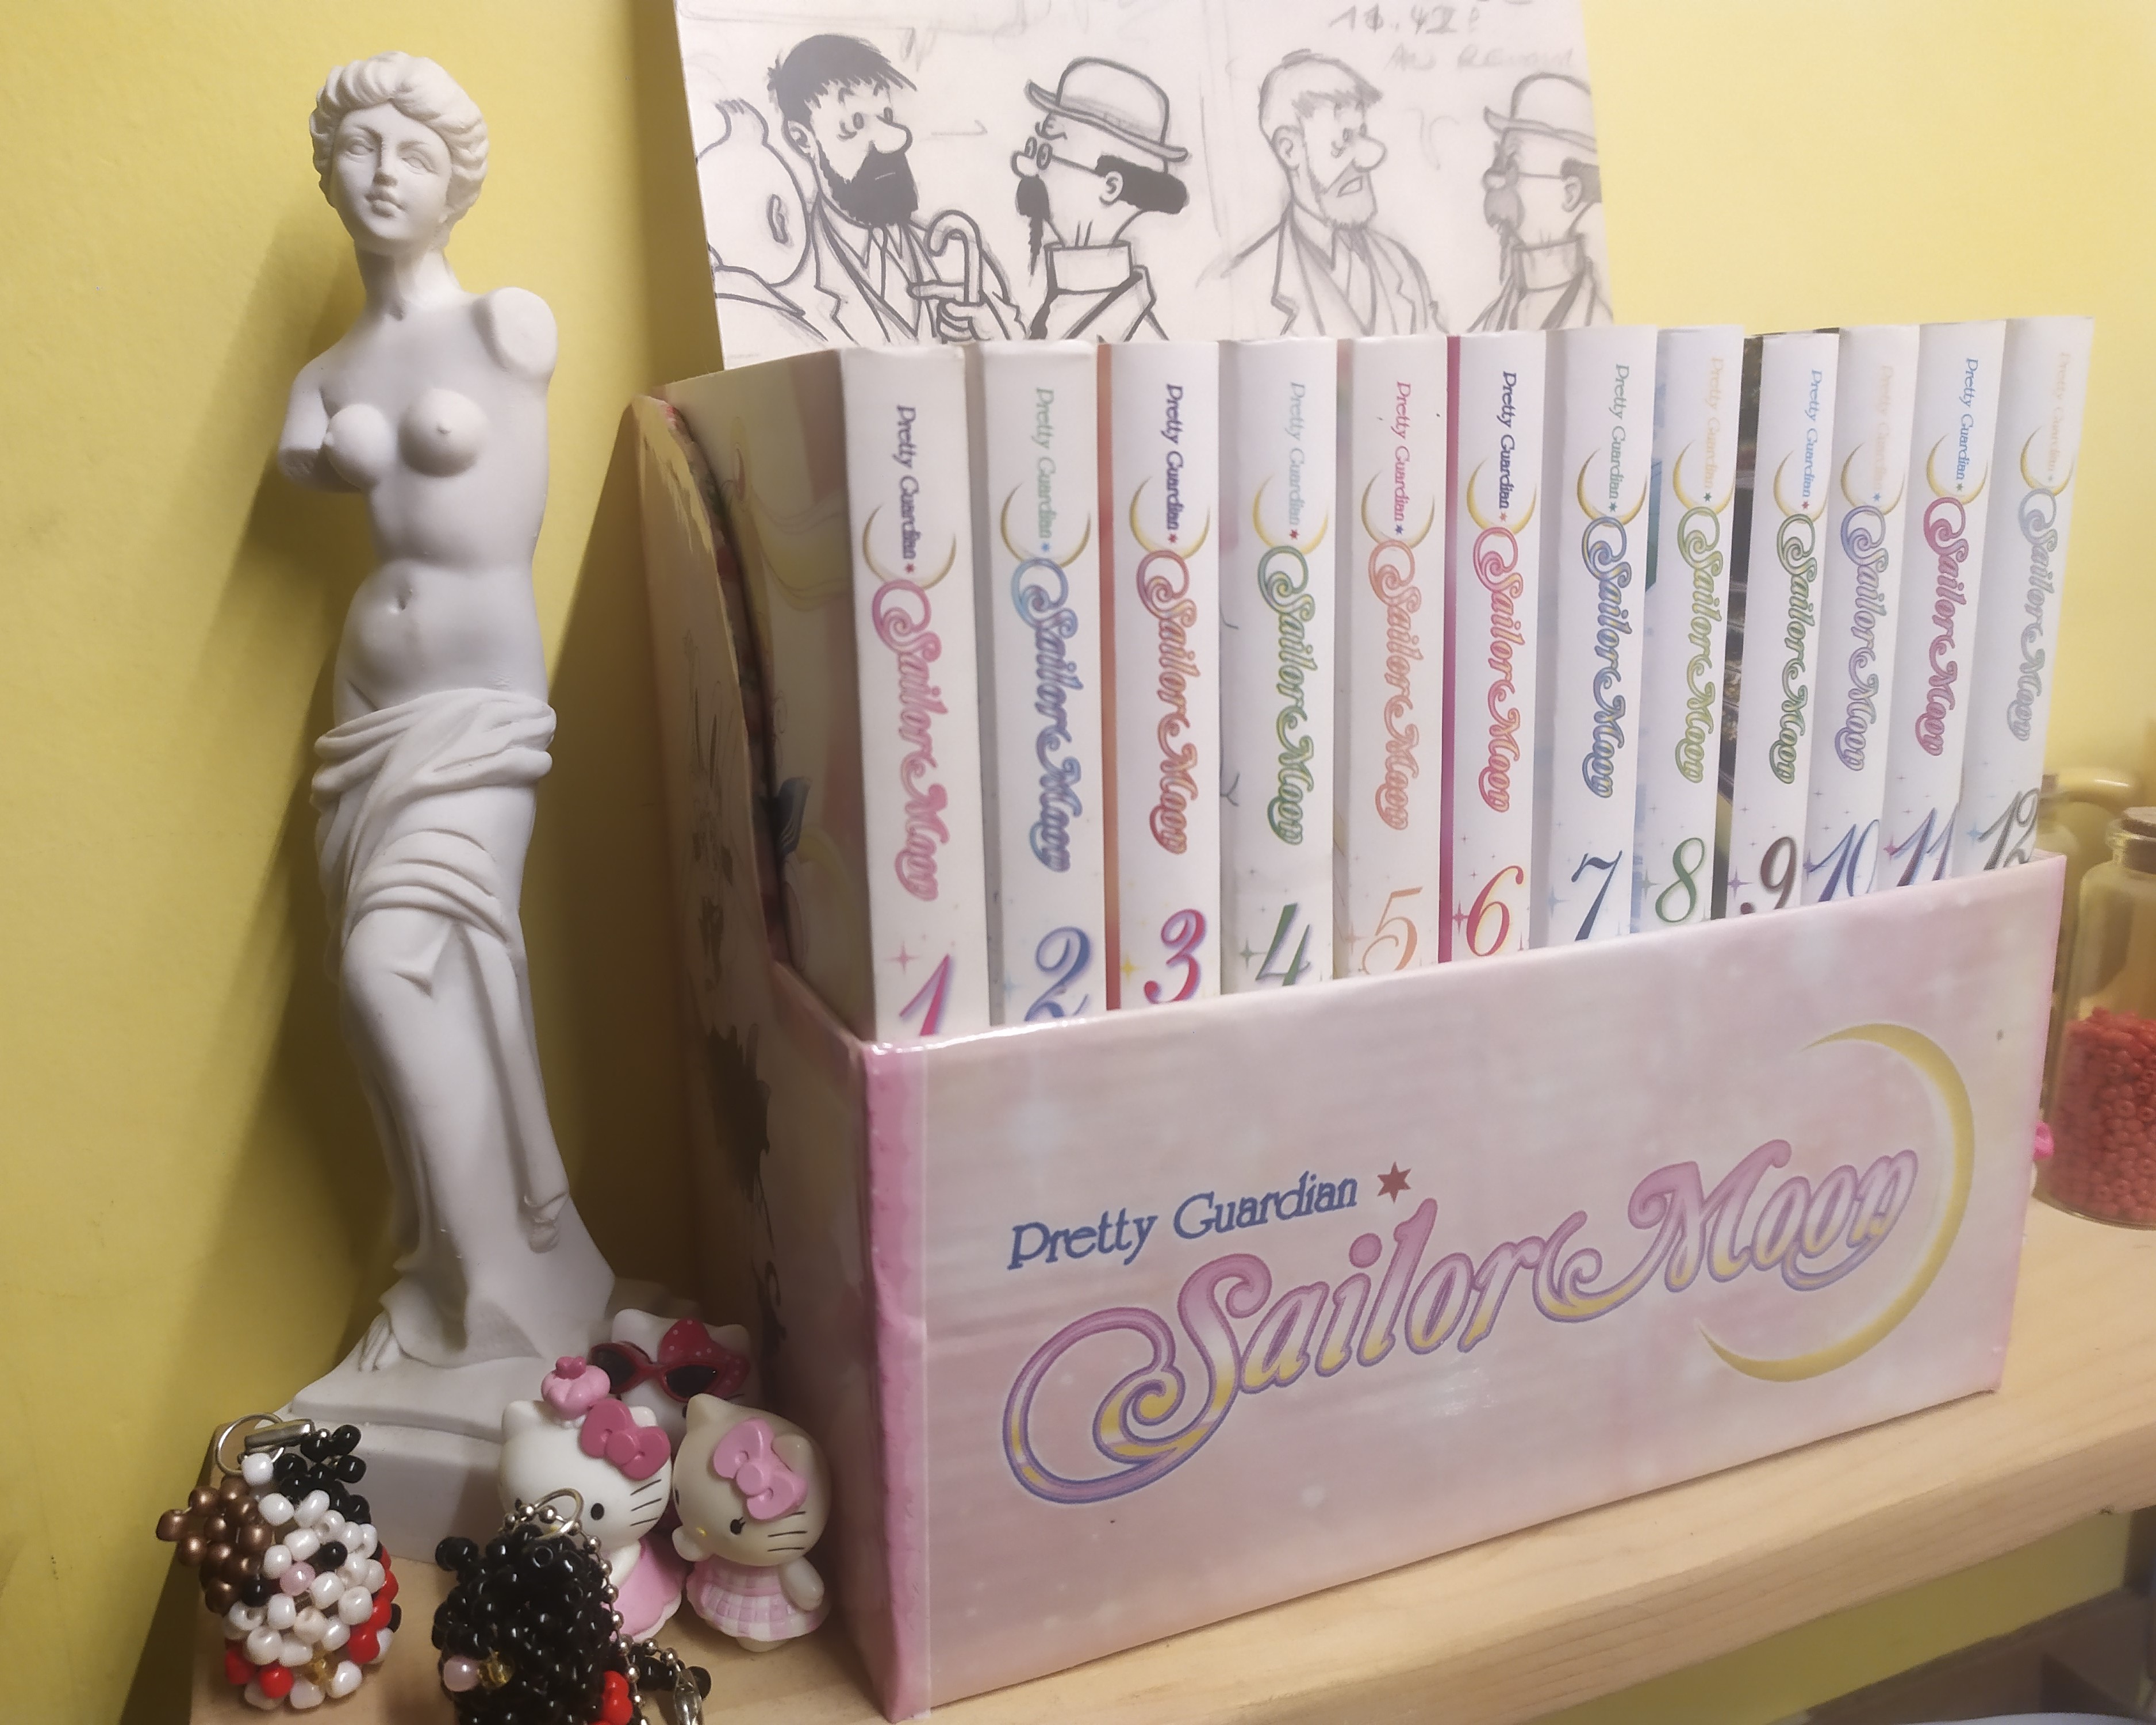 Pretty Guardian * Sailor Moon 1
Pretty Guardian * Sailor Moon 2
Pretty Guardian * Sailor Moon 3
Pretty Guardian * Sailor Moon 4
Pretty Guardian * Sailor Moon 5
Pretty Guardian * Sailor Moon 6
Pretty Guardian * Sailor Moon 7
Pretty Guardian * Sailor Moon 8
Pretty Guardian * Sailor Moon 9
Pretty Guardian * Sailor Moon 10
Pretty Guardian * Sailor Moon 11
Pretty Guardian * Sailor Moon 12
Pretty Guardian *
Sailor Moon